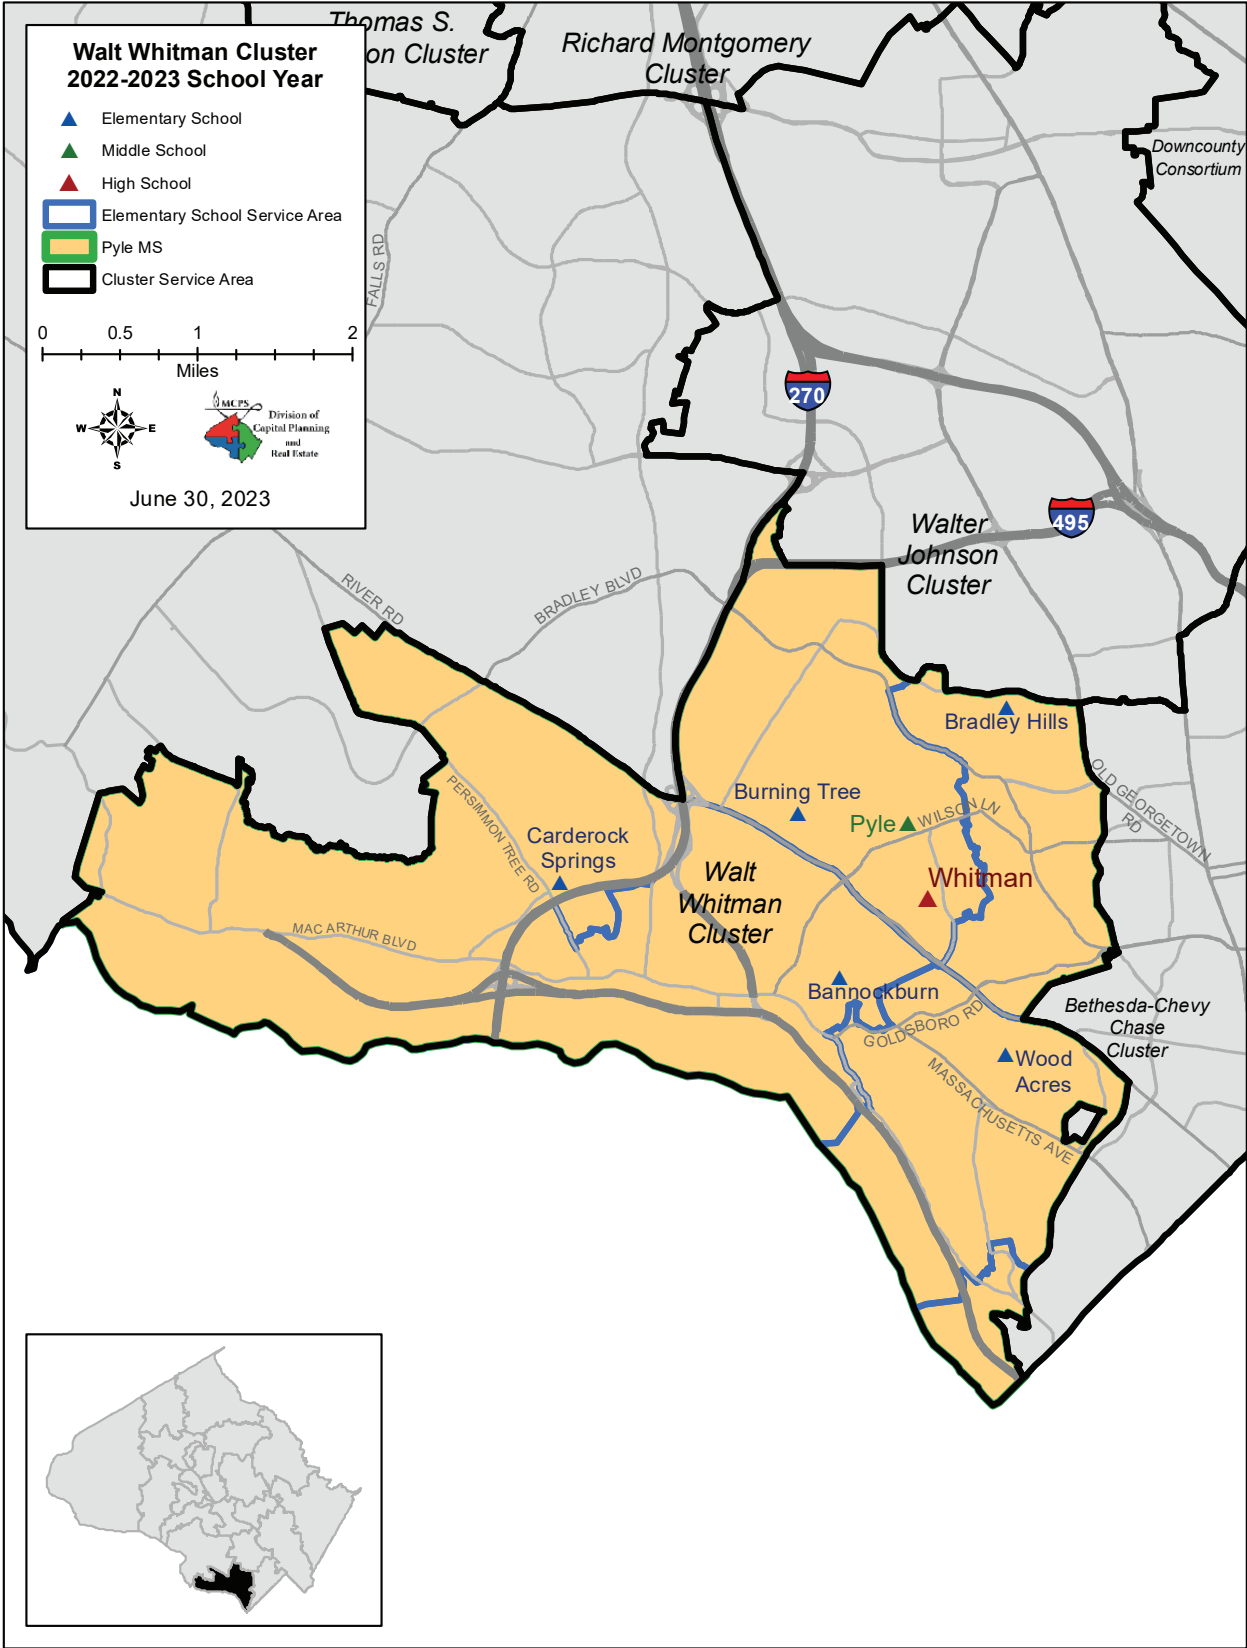 Thomas S.
on Cluster
Richard Montgomery
Cluster
Downcounty
Consortium
Walt Whitman Cluster
2022-2023 School Year
Elementary School
Middle School
High School
Elementary School Service Area
Pyle MS
Cluster Service Area
0 0.5 1 2
Miles
N
W E
S
MCPS
Division of
Capital Planning
and
Real Estate
June 30, 2023
FALLS RD
270
495
Walter
Johnson
Cluster
RIVER RD
BRADLEY BLVD
Bradley Hills
OLD GEORGETOWN
RD
Burning Tree
Pyle
WILSON LN
PERSIMMON TREE RD
Carderock
Springs
Walt
Whitman
Cluster
Whitman
MAC ARTHUR BLVD
Bannockburn
GOLDSBORO RD
Bethesda-Chevy
Chase
Cluster
Wood
Acres
MASSACHUSETTS AVE